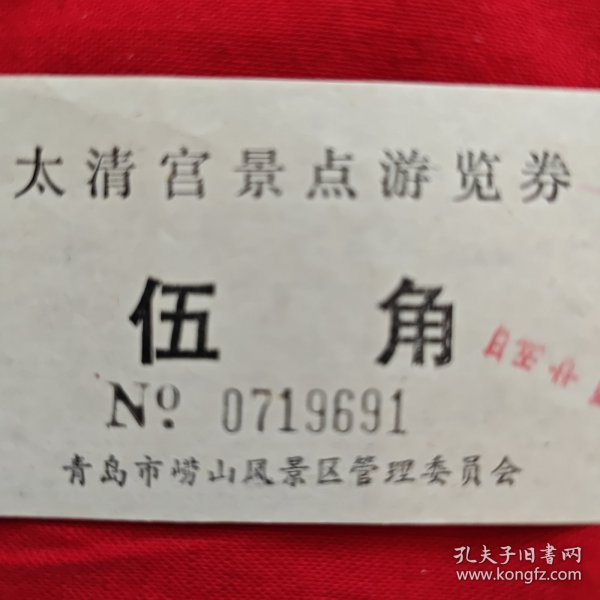 太清宫景点游览券
伍角
No. 0719691
青岛市崂山风景区管理委员会
孔夫子旧书网
www.kongfz.com